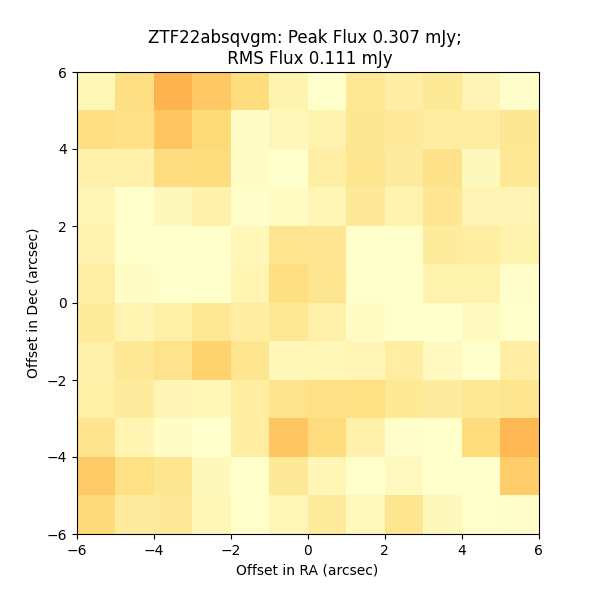 ZTF22absqvgm: Peak Flux 0.307 mJy;
RMS Flux 0.111 mJy
6
4
2
0
−2
−4
−6
Offset in Dec (arcsec)
−6 −4 −2 0 2 4 6
Offset in RA (arcsec)